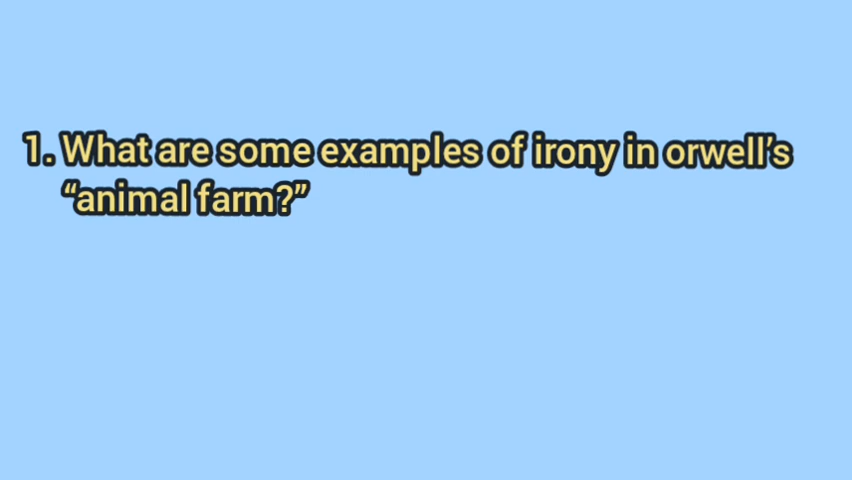 1. What are some examples of irony in orwell’s
“animal farm?”